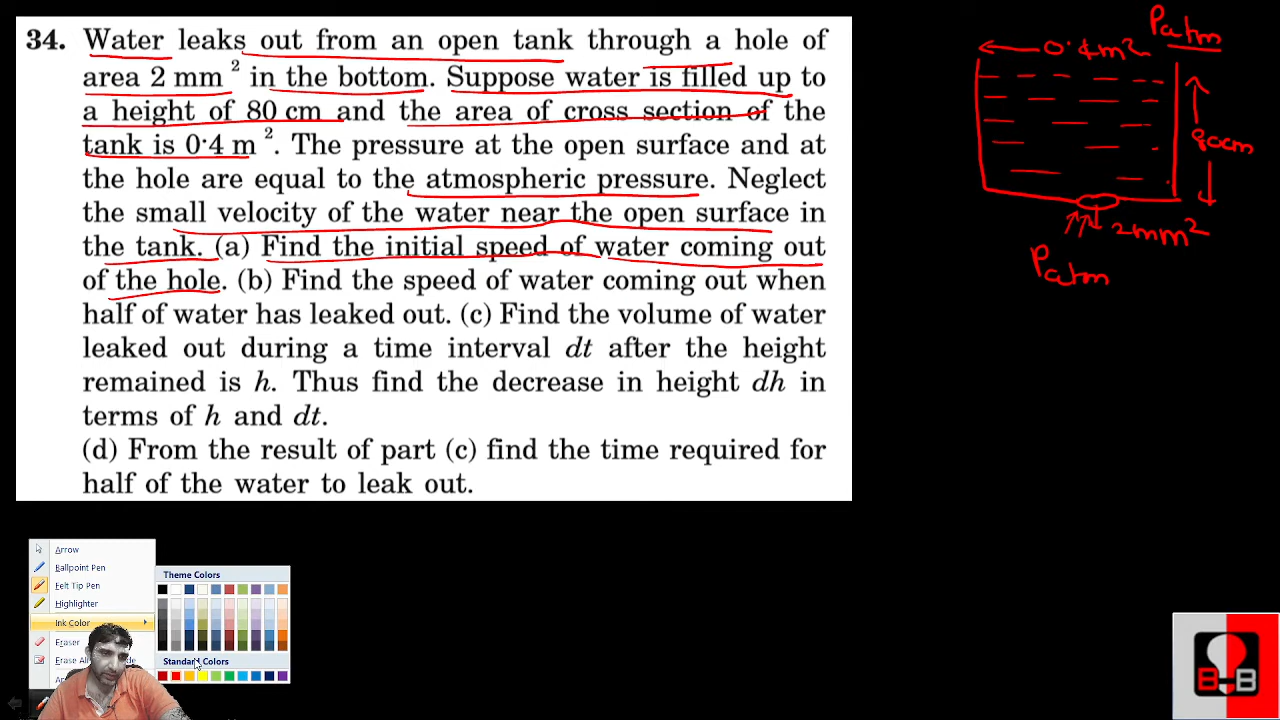 34. Water leaks out from an open tank through a hole of
area 2 mm² in the bottom. Suppose water is filled up to
a height of 80 cm and the area of cross section of the
tank is 0·4 m². The pressure at the open surface and at
the hole are equal to the atmospheric pressure. Neglect
the small velocity of the water near the open surface in
the tank. (a) Find the initial speed of water coming out
of the hole. (b) Find the speed of water coming out when
half of water has leaked out. (c) Find the volume of water
leaked out during a time interval dt after the height
remained is h. Thus find the decrease in height dh in
terms of h and dt.
(d) From the result of part (c) find the time required for
half of the water to leak out.
Patm
0.4m2
80cm
2mm2
Patm
Arrow
Ballpoint Pen
Felt Tip Pen
Highlighter
Ink Color
Eraser
Erase All
Theme Colors
Standard Colors
B B